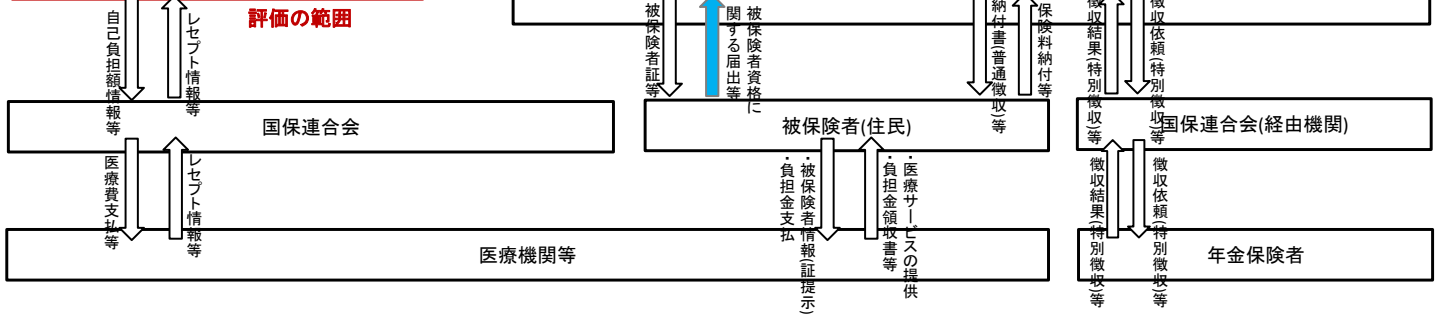 評価の範囲
自己負担額情報等
レセプト情報等
被保険者証等
被保険者資格に
関する届出等
納付書(普通徴収)等
保険料納付等
徴収結果(特別徴収)等
徴収依頼(特別徴収)等
国保連合会
被保険者(住民)
国保連合会(経由機関)
医療費支払等
レセプト情報等
・被保険者情報(証提示)
・負担金支払
・医療サービスの提供
・負担金領収書等
徴収結果(特別徴収)等
徴収依頼(特別徴収)等
医療機関等
年金保険者